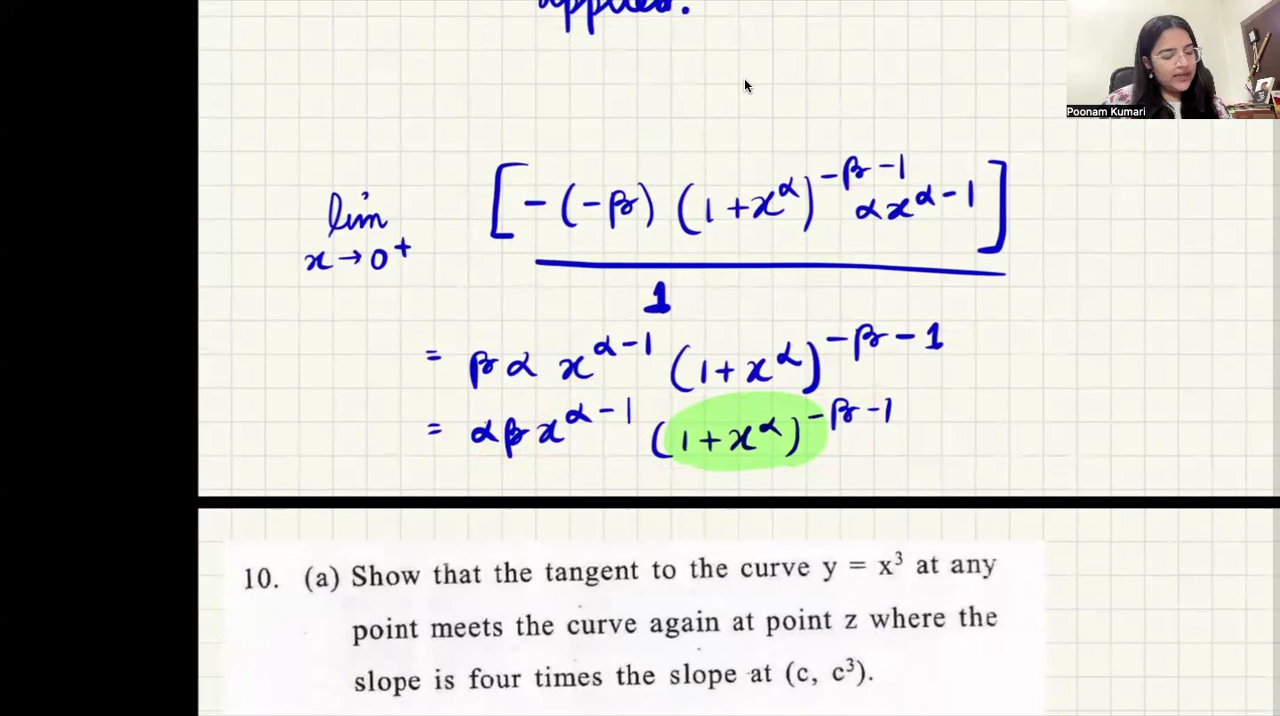 applied.
Poonam Kumari
lim x→0⁺ [-(-β) (1+x^α)^(-β-1) αx^(α-1)]
1
= βα x^(α-1) (1+x^α)^(-β-1)
= αβx^(α-1) (1+x^α)^(-β-1)
10. (a) Show that the tangent to the curve y = x³ at any
point meets the curve again at point z where the
slope is four times the slope at (c, c³).